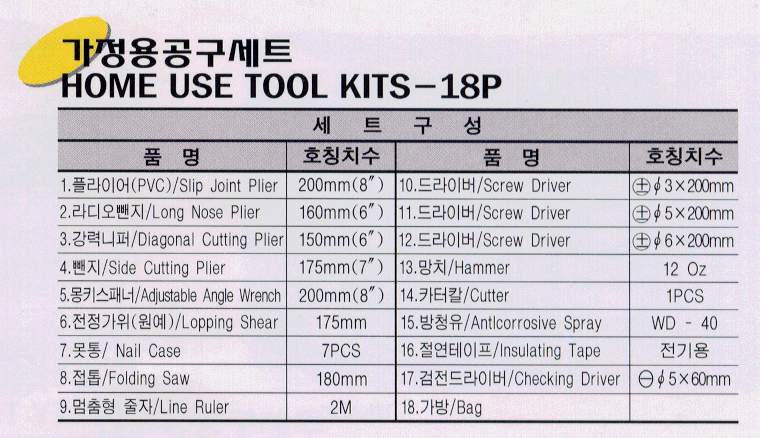 가정용공구세트
HOME USE TOOL KITS-18P
세 트 구 성
품 명 호칭치수 품 명 호칭치수
1.플라이어(PVC)/Slip Joint Plier 200mm(8″) 10.드라이버/Screw Driver ⊕⊖ϕ3×200mm
2.라디오뺀지/Long Nose Plier 160mm(6″) 11.드라이버/Screw Driver ⊕⊖ϕ5×200mm
3.강력니퍼/Diagonal Cutting Plier 150mm(6″) 12.드라이버/Screw Driver ⊕⊖ϕ6×200mm
4.뺀지/Side Cutting Plier 175mm(7″) 13.망치/Hammer 12 Oz
5.몽키스패너/Adjustable Angle Wrench 200mm(8″) 14.카터칼/Cutter 1PCS
6.전정가위(원예)/Lopping Shear 175mm 15.방청유/Antlcorrosive Spray WD - 40
7.못통/ Nail Case 7PCS 16.절연테이프/Insulating Tape 전기용
8.접톱/Folding Saw 180mm 17.검전드라이버/Checking Driver ⊖ϕ5×60mm
9.멈춤형 줄자/Line Ruler 2M 18.가방/Bag